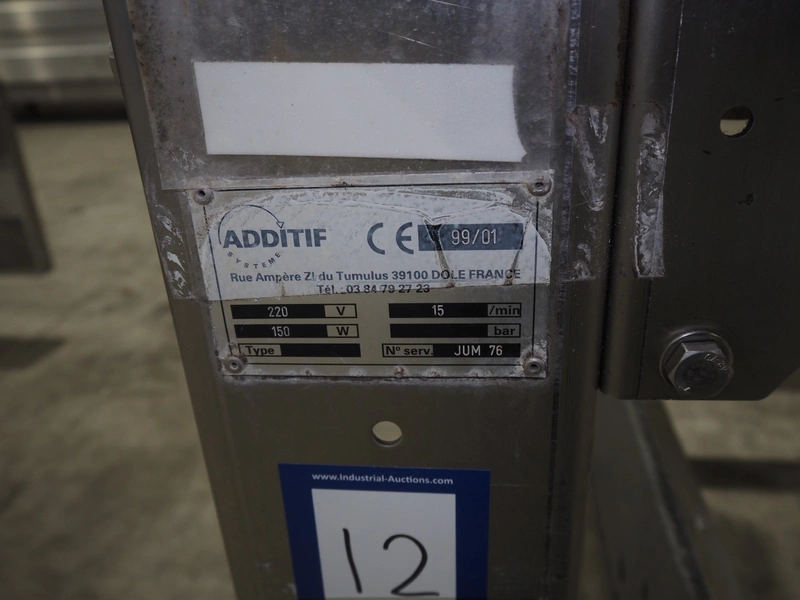 ADDITIF
SYSTEME
CE 99/01
Rue Ampère ZI du Tumulus 39100 DOLE FRANCE
Tél.: 03 84 79 27 23
220 V 15 /min
150 W bar
Type N° serv. JUM 76
www.Industrial-Auctions.com
12